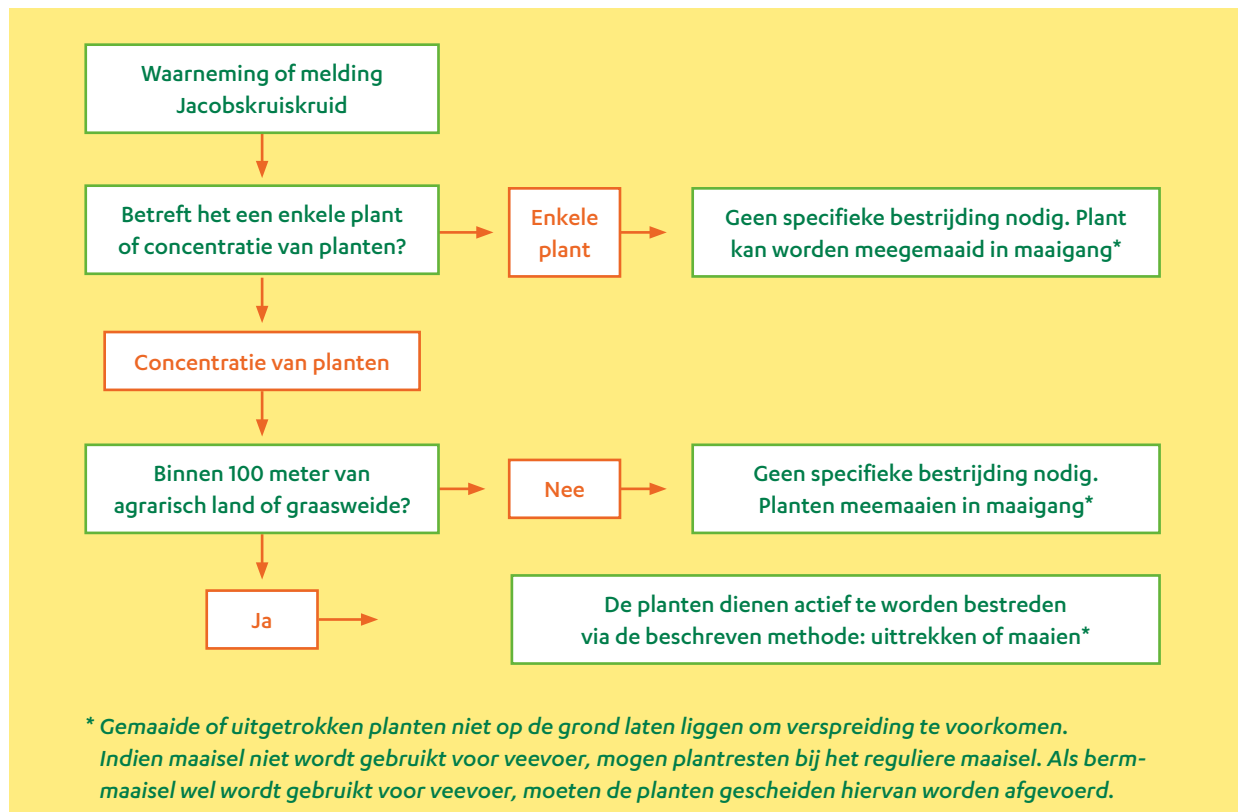 Waarneming of melding
Jacobskruiskruid
Betreft het een enkele plant
of concentratie van planten?
Enkele
plant
Geen specifieke bestrijding nodig. Plant
kan worden meegemaaid in maaigang*
Concentratie van planten
Binnen 100 meter van
agrarisch land of graasweide?
Nee
Geen specifieke bestrijding nodig.
Planten meemaaien in maaigang*
Ja
De planten dienen actief te worden bestreden
via de beschreven methode: uittrekken of maaien*
* Gemaaide of uitgetrokken planten niet op de grond laten liggen om verspreiding te voorkomen.
Indien maaisel niet wordt gebruikt voor veevoer, mogen plantresten bij het reguliere maaisel. Als berm-
maaisel wel wordt gebruikt voor veevoer, moeten de planten gescheiden hiervan worden afgevoerd.